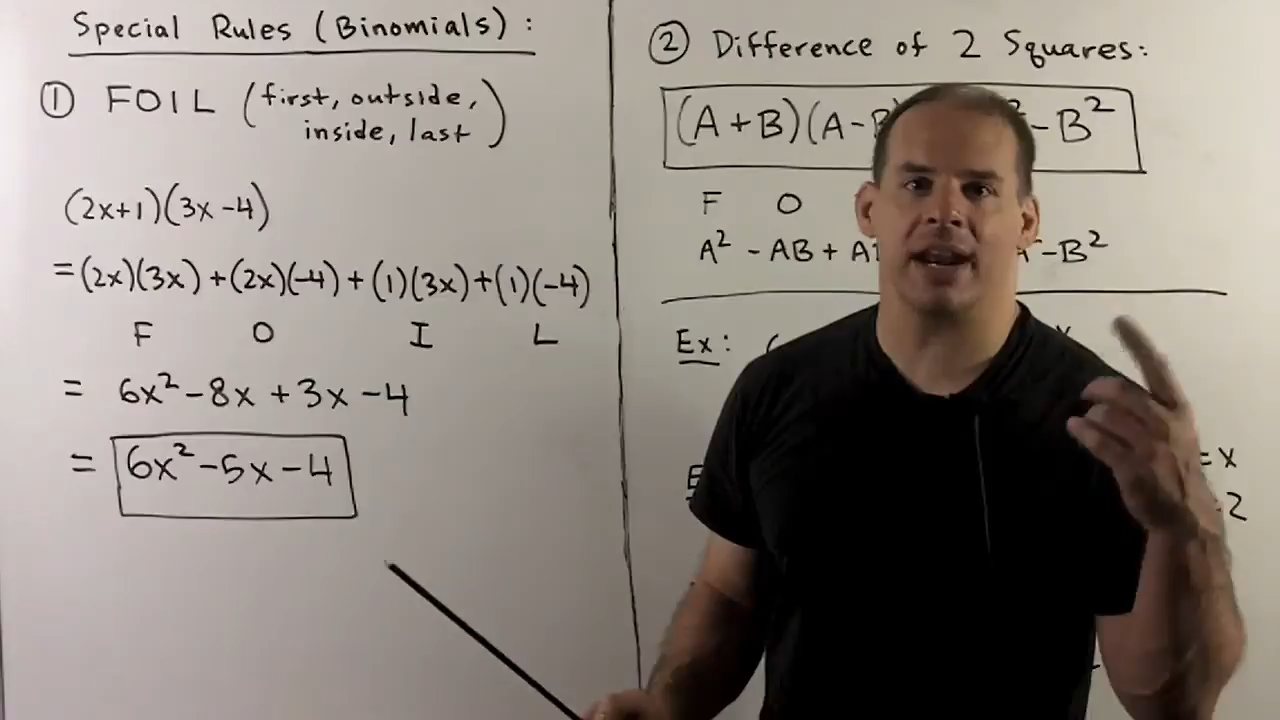 Special Rules (Binomials):
① FOIL (first, outside,
inside, last)
(2x+1)(3x-4)
=(2x)(3x)+(2x)(-4)+(1)(3x)+(1)(-4)
F O I L
= 6x²-8x+3x-4
= 6x²-5x-4
② Difference of 2 Squares:
(A+B)(A-B ²-B²
F O
A²-AB+A -B²
Ex: (
=x
2